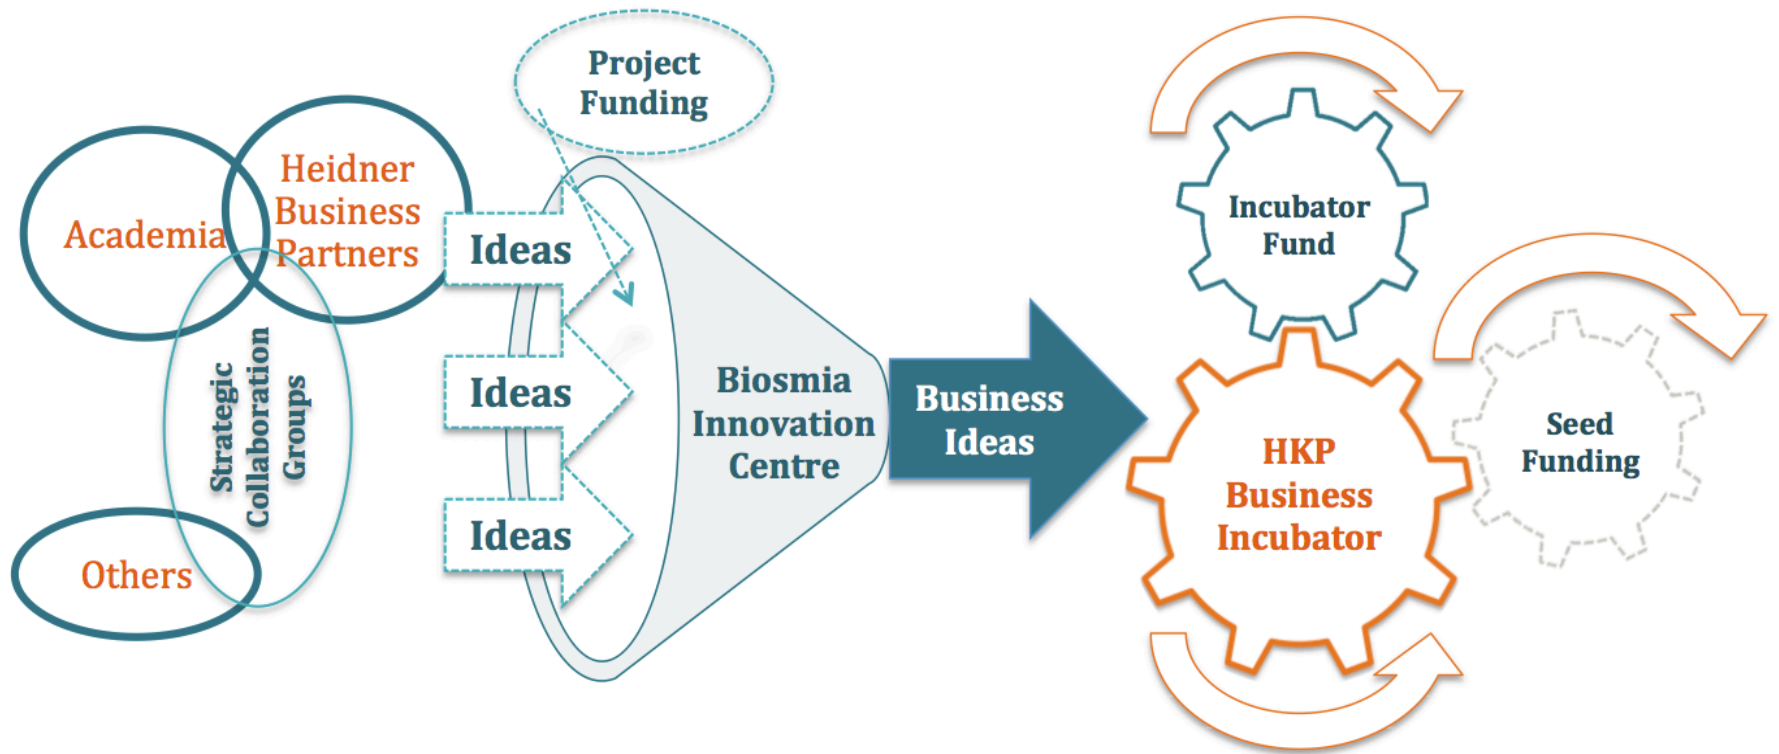 Project
Funding
Academia
Heidner
Business
Partners
Strategic
Collaboration
Groups
Others
Ideas
Ideas
Ideas
Biosmia
Innovation
Centre
Business
Ideas
Incubator
Fund
HKP
Business
Incubator
Seed
Funding